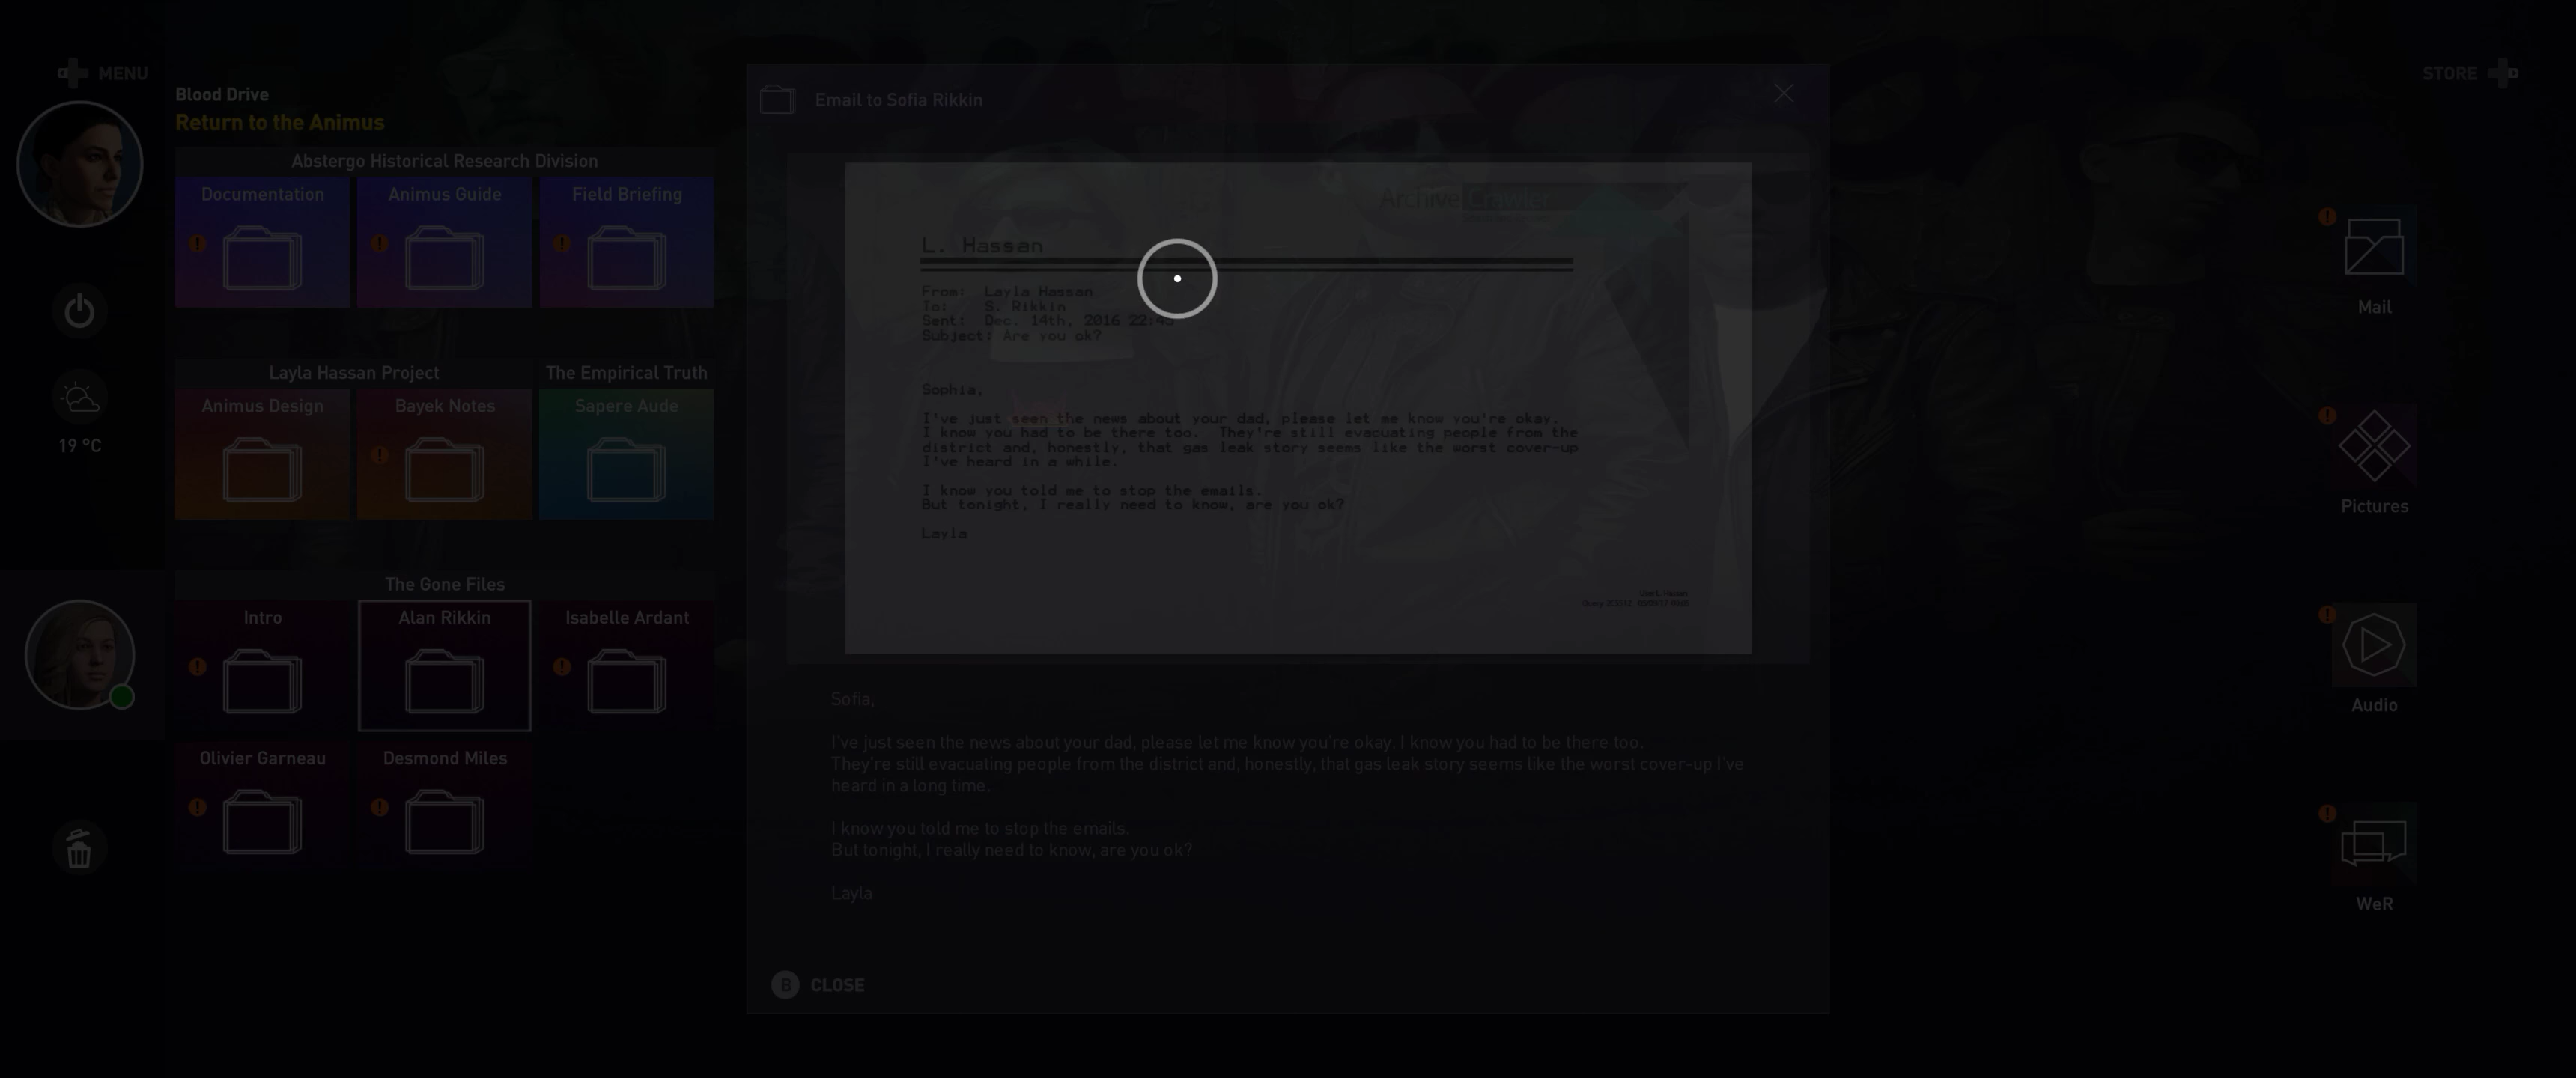 MENU
STORE
Blood Drive
Return to the Animus
Abstergo Historical Research Division
Documentation
Animus Guide
Field Briefing
19 °C
Layla Hassan Project
The Empirical Truth
Animus Design
Bayek Notes
Sapere Aude
The Gone Files
Intro
Alan Rikkin
Isabelle Ardant
Olivier Garneau
Desmond Miles
Email to Sofia Rikkin
Archive Crawler
L. Hassan
From: Layla Hassan
To: S. Rikkin
Sent: Dec. 14th, 2016 22:43
Subject: Are you ok?
Sophia,
I've just seen the news about your dad, please let me know you're okay.
I know you had to be there too. They're still evacuating people from the
district and, honestly, that gas leak story seems like the worst cover-up
I've heard in a while.
I know you told me to stop the emails.
But tonight, I really need to know, are you ok?
Layla
Sofia,
I've just seen the news about your dad, please let me know you're okay. I know you had to be there too.
They're still evacuating people from the district and, honestly, that gas leak story seems like the worst cover-up I've
heard in a long time.
I know you told me to stop the emails.
But tonight, I really need to know, are you ok?
Layla
B CLOSE
Mail
Pictures
Audio
WeR